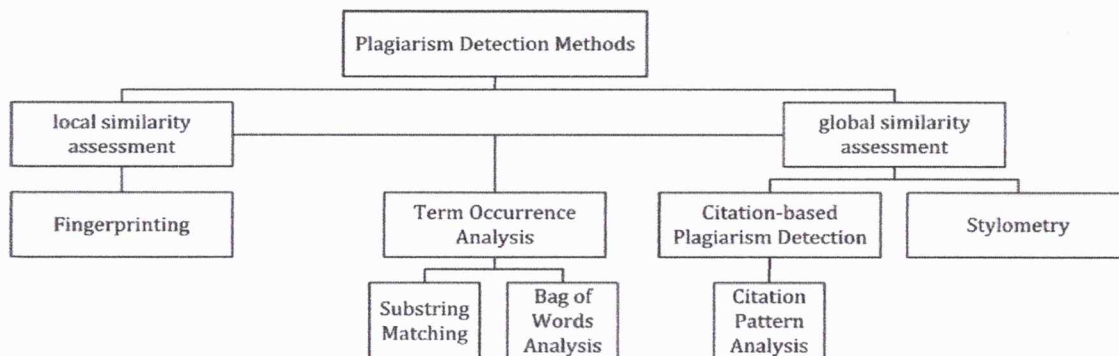 Plagiarism Detection Methods
local similarity
assessment
global similarity
assessment
Fingerprinting
Term Occurrence
Analysis
Citation-based
Plagiarism Detection
Stylometry
Substring
Matching
Bag of
Words
Analysis
Citation
Pattern
Analysis